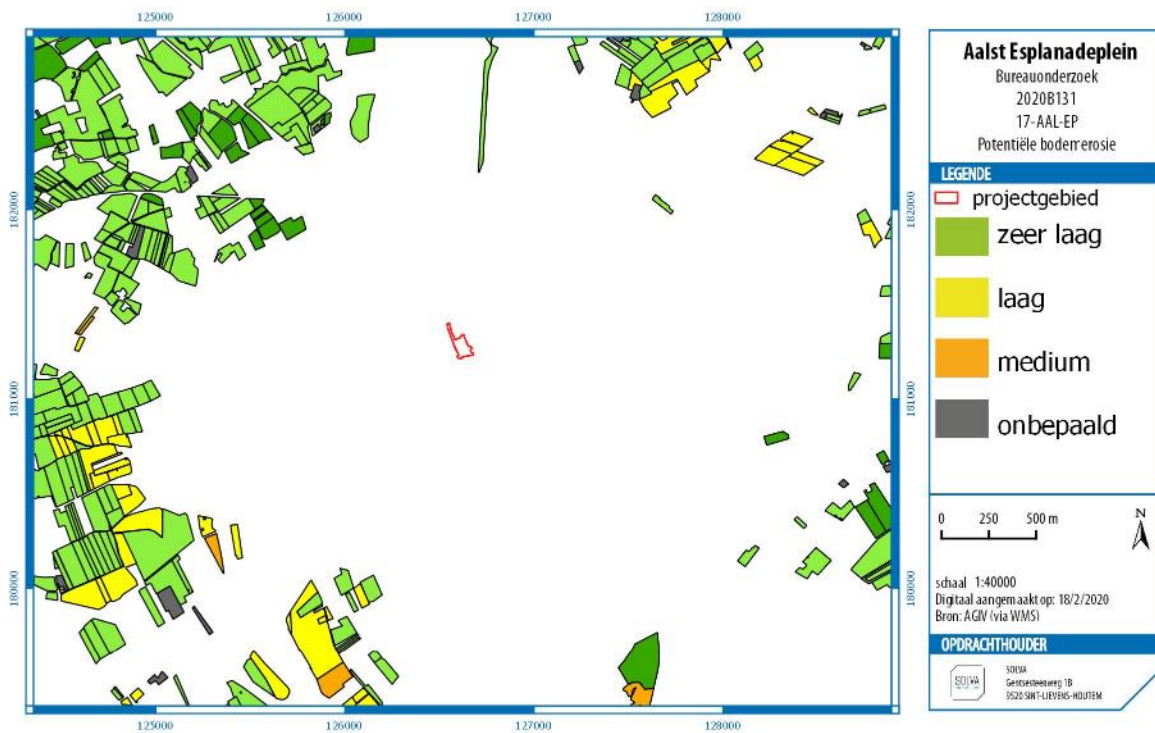 125000
126000
127000
128000
182000
181000
180000
182000
181000
180000
125000
126000
127000
128000
Aalst Esplanadeplein
Bureauonderzoek
2020B131
17-AAL-EP
Potentiële bodemerosie
LEGENDE
projectgebied
zeer laag
laag
medium
onbepaald
0 250 500 m
N
schaal 1:40000
Digitaal aangemaakt op: 18/2/2020
Bron: AGIV (via WMS)
OPDRACHTHOUDER
SOLVA
SOLVA
Gentsesteenweg 1B
9520 SINT-LIEVENS-HOUTEM